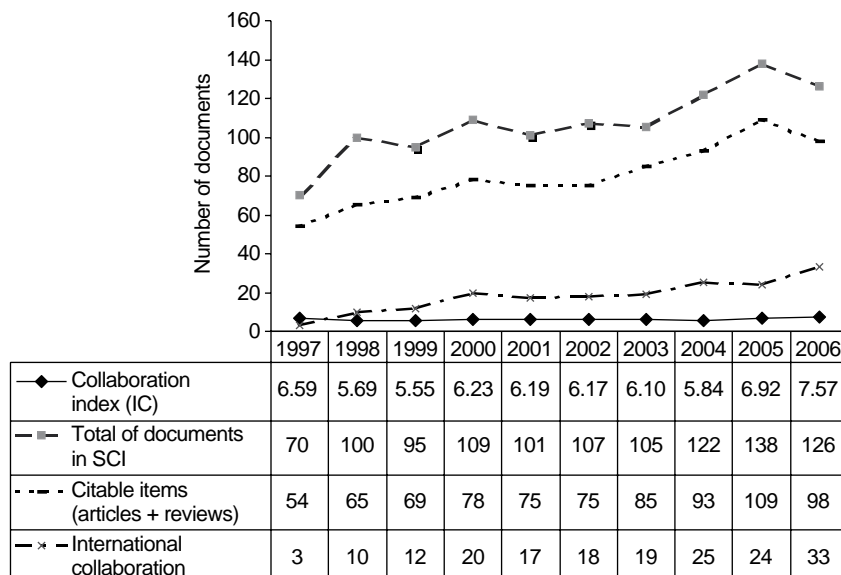 160
140
120
100
80
60
40
20
0
Number of documents
1997 1998 1999 2000 2001 2002 2003 2004 2005 2006
Collaboration
index (IC)
6.59 5.69 5.55 6.23 6.19 6.17 6.10 5.84 6.92 7.57
Total of documents
in SCI
70 100 95 109 101 107 105 122 138 126
Citable items
(articles + reviews)
54 65 69 78 75 75 85 93 109 98
International
collaboration
3 10 12 20 17 18 19 25 24 33